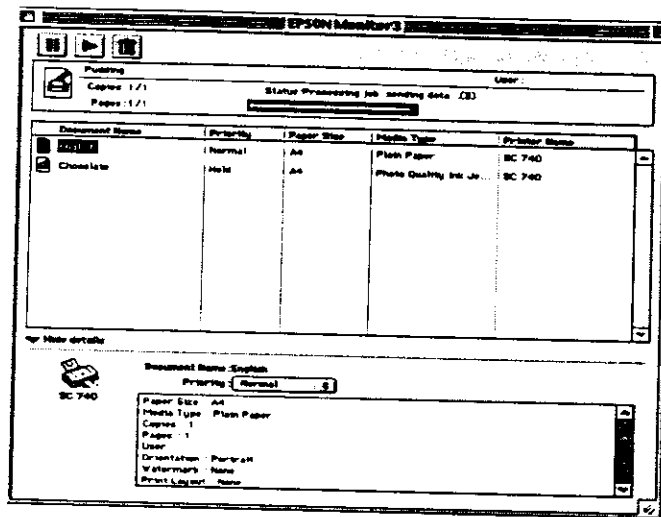 EPSON Monitor3
Pudding
User :
Copies : 1/1
Status : Processing job sending data (B)
Pages : 1/1
Document Name Priority Paper Size Media Type Printer Name
Normal A4 Plain Paper SC 740
Chocolate Hold A4 Photo Quality Ink Je... SC 740
Hide details
SC 740
Document Name : English
Priority : Normal
Paper Size : A4
Media Type : Plain Paper
Copies : 1
Pages : 1
User
Orientation : Portrait
Watermark : None
Print Layout : None